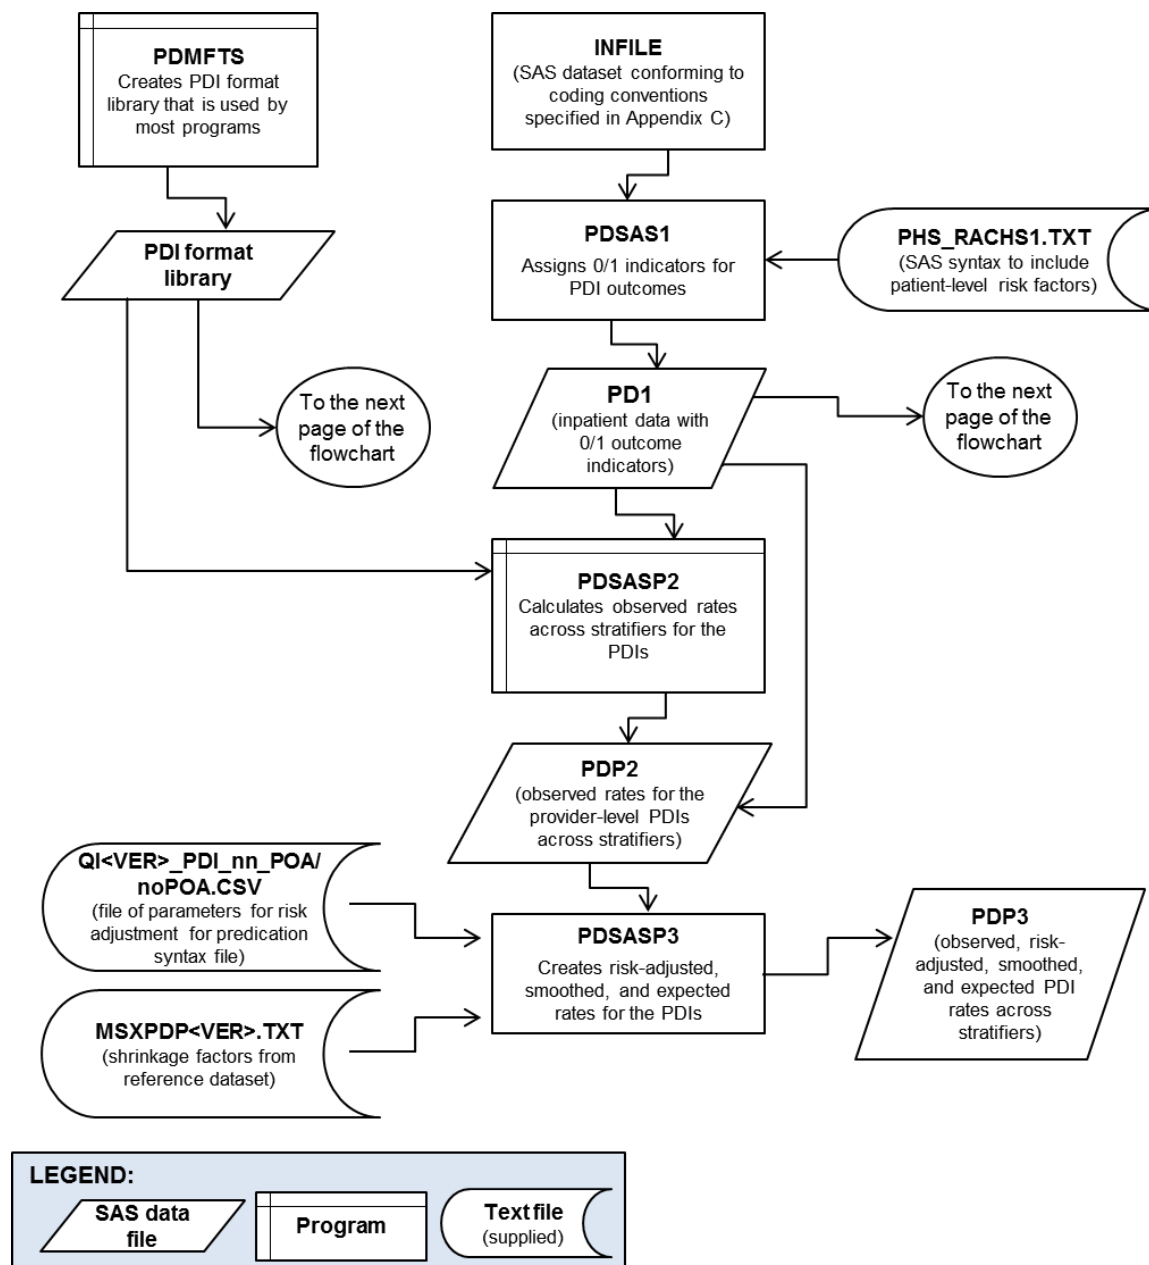 PDMFTS
Creates PDI format
library that is used by
most programs
INFILE
(SAS dataset conforming to
coding conventions
specified in Appendix C)
PDI format
library
PDSAS1
Assigns 0/1 indicators for
PDI outcomes
PHS_RACHS1.TXT
(SAS syntax to include
patient-level risk factors)
To the next
page of the
flowchart
PD1
(inpatient data with
0/1 outcome
indicators)
To the next
page of the
flowchart
PDSASP2
Calculates observed rates
across stratifiers for the
PDIs
PDP2
(observed rates for the
provider-level PDIs
across stratifiers)
QI<VER>_PDI_nn_POA/
noPOA.CSV
(file of parameters for risk
adjustment for predication
syntax file)
PDSASP3
Creates risk-adjusted,
smoothed, and expected
rates for the PDIs
PDP3
(observed, risk-
adjusted, smoothed,
and expected PDI
rates across
stratifiers)
MSXPDP<VER>.TXT
(shrinkage factors from
reference dataset)
LEGEND:
SAS data
file
Program
Text file
(supplied)